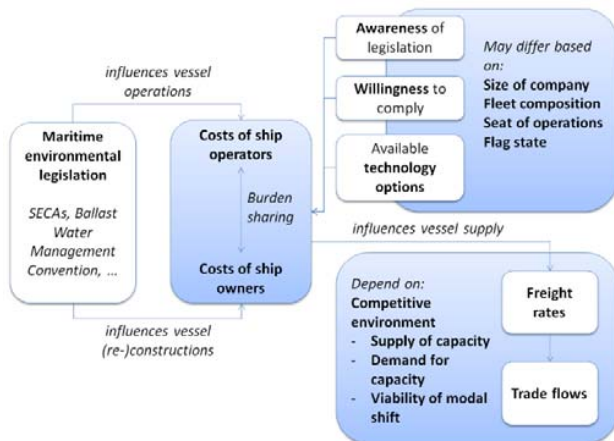 influences vessel
operations
Maritime
environmental
legislation
SECAs, Ballast
Water
Management
Convention, ...
influences vessel
(re-)constructions
Costs of ship
operators
Burden
sharing
Costs of ship
owners
Awareness of
legislation
Willingness to
comply
Available
technology
options
May differ based
on:
Size of company
Fleet composition
Seat of operations
Flag state
influences vessel supply
Depend on:
Competitive
environment
- Supply of capacity
- Demand for
capacity
- Viability of modal
shift
Freight
rates
Trade flows